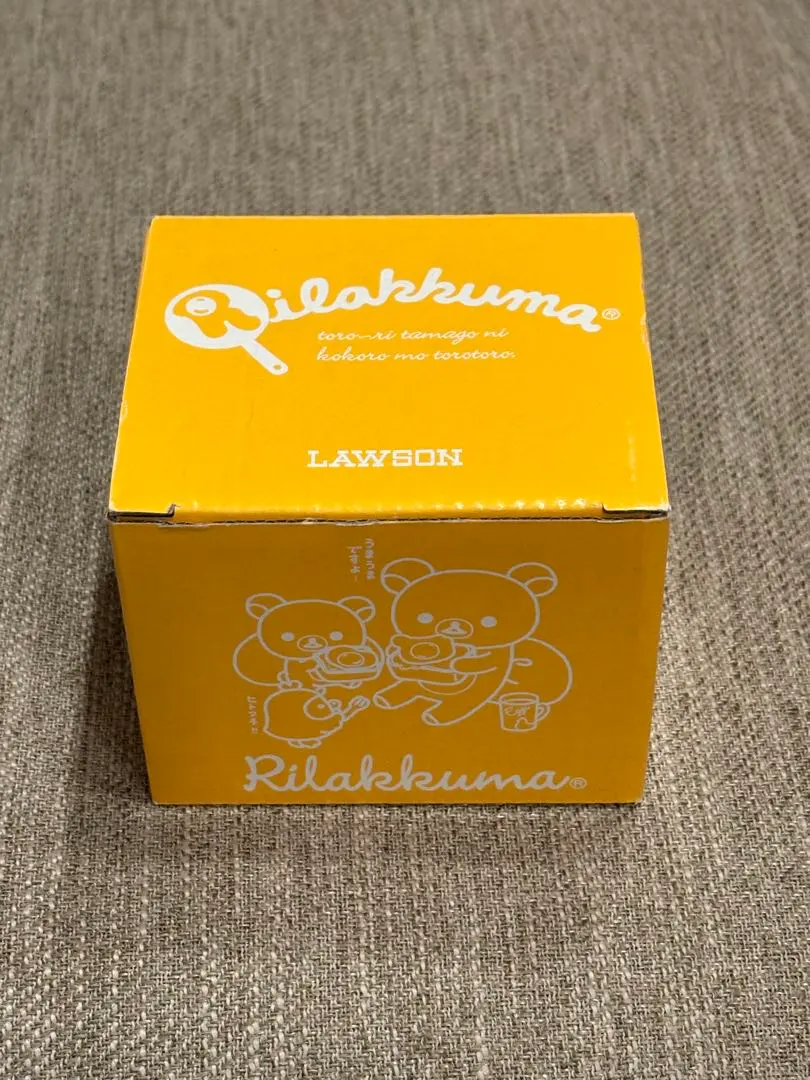 Rilakkuma®
toro~ri tamago ni
kokoro mo torotoro.
LAWSON
Rilakkuma®